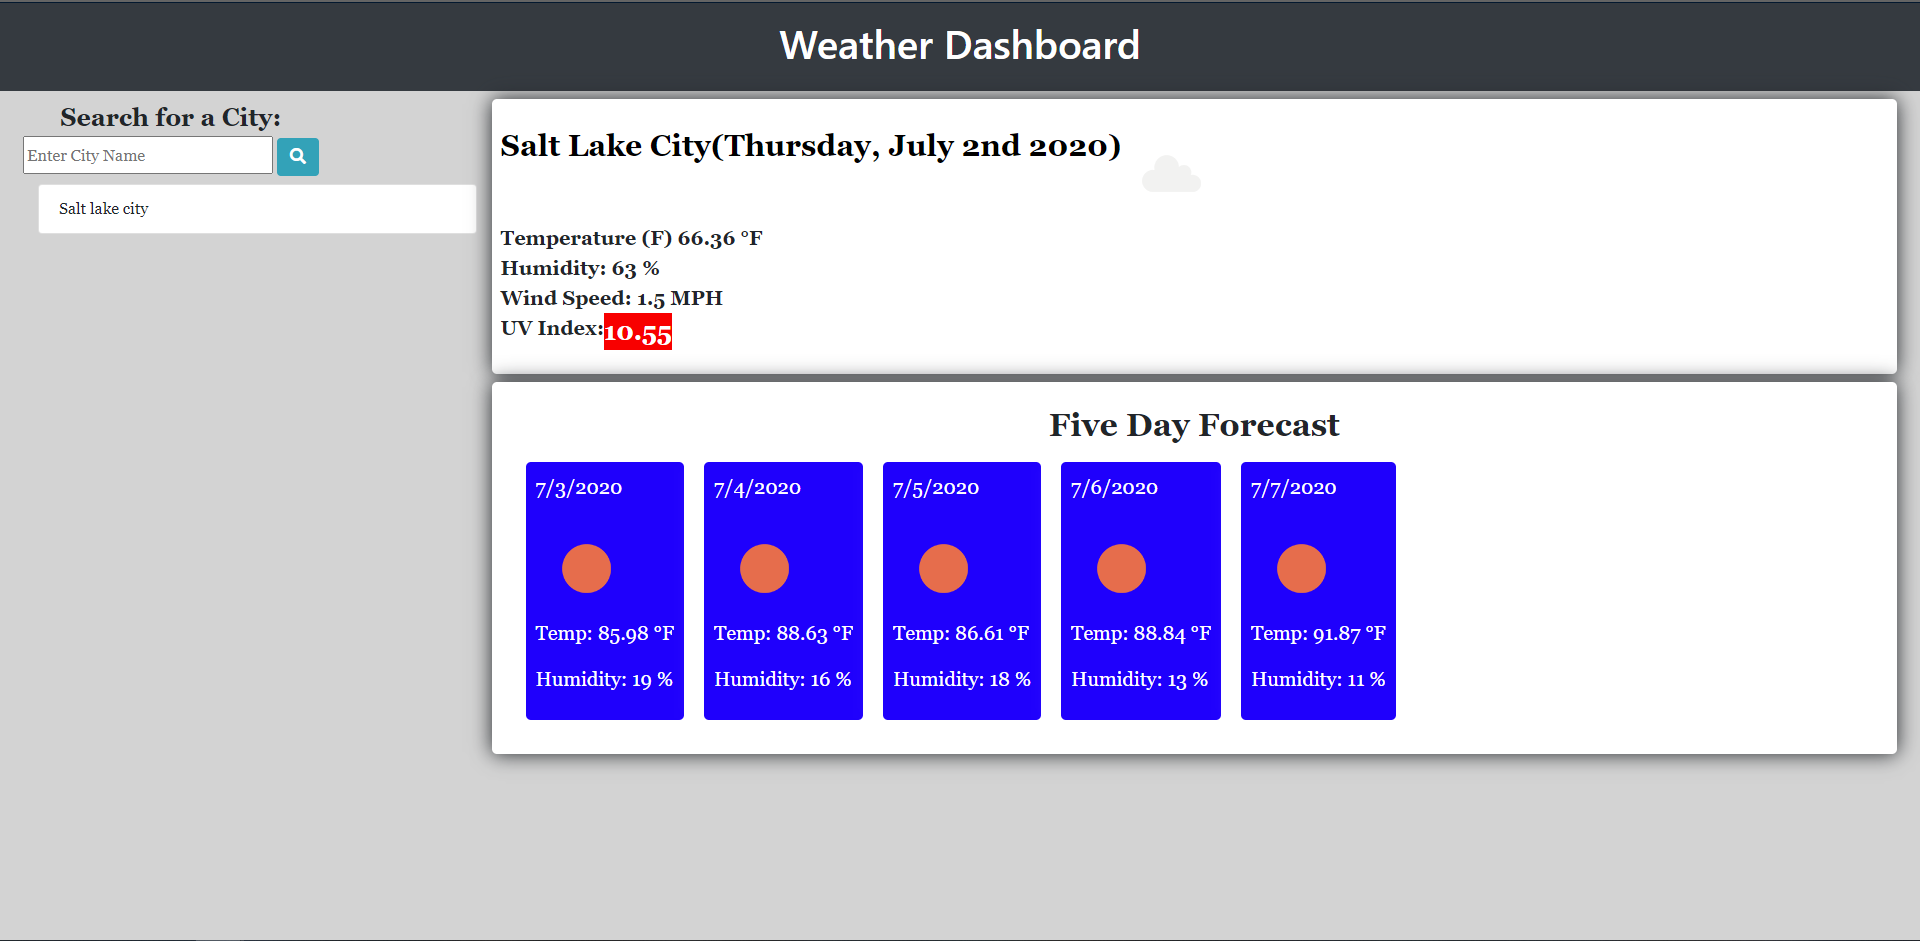 Weather Dashboard
Search for a City:
Enter City Name
Salt lake city
Salt Lake City(Thursday, July 2nd 2020)
Temperature (F) 66.36 °F
Humidity: 63 %
Wind Speed: 1.5 MPH
UV Index:10.55
Five Day Forecast
7/3/2020
Temp: 85.98 °F
Humidity: 19 %
7/4/2020
Temp: 88.63 °F
Humidity: 16 %
7/5/2020
Temp: 86.61 °F
Humidity: 18 %
7/6/2020
Temp: 88.84 °F
Humidity: 13 %
7/7/2020
Temp: 91.87 °F
Humidity: 11 %